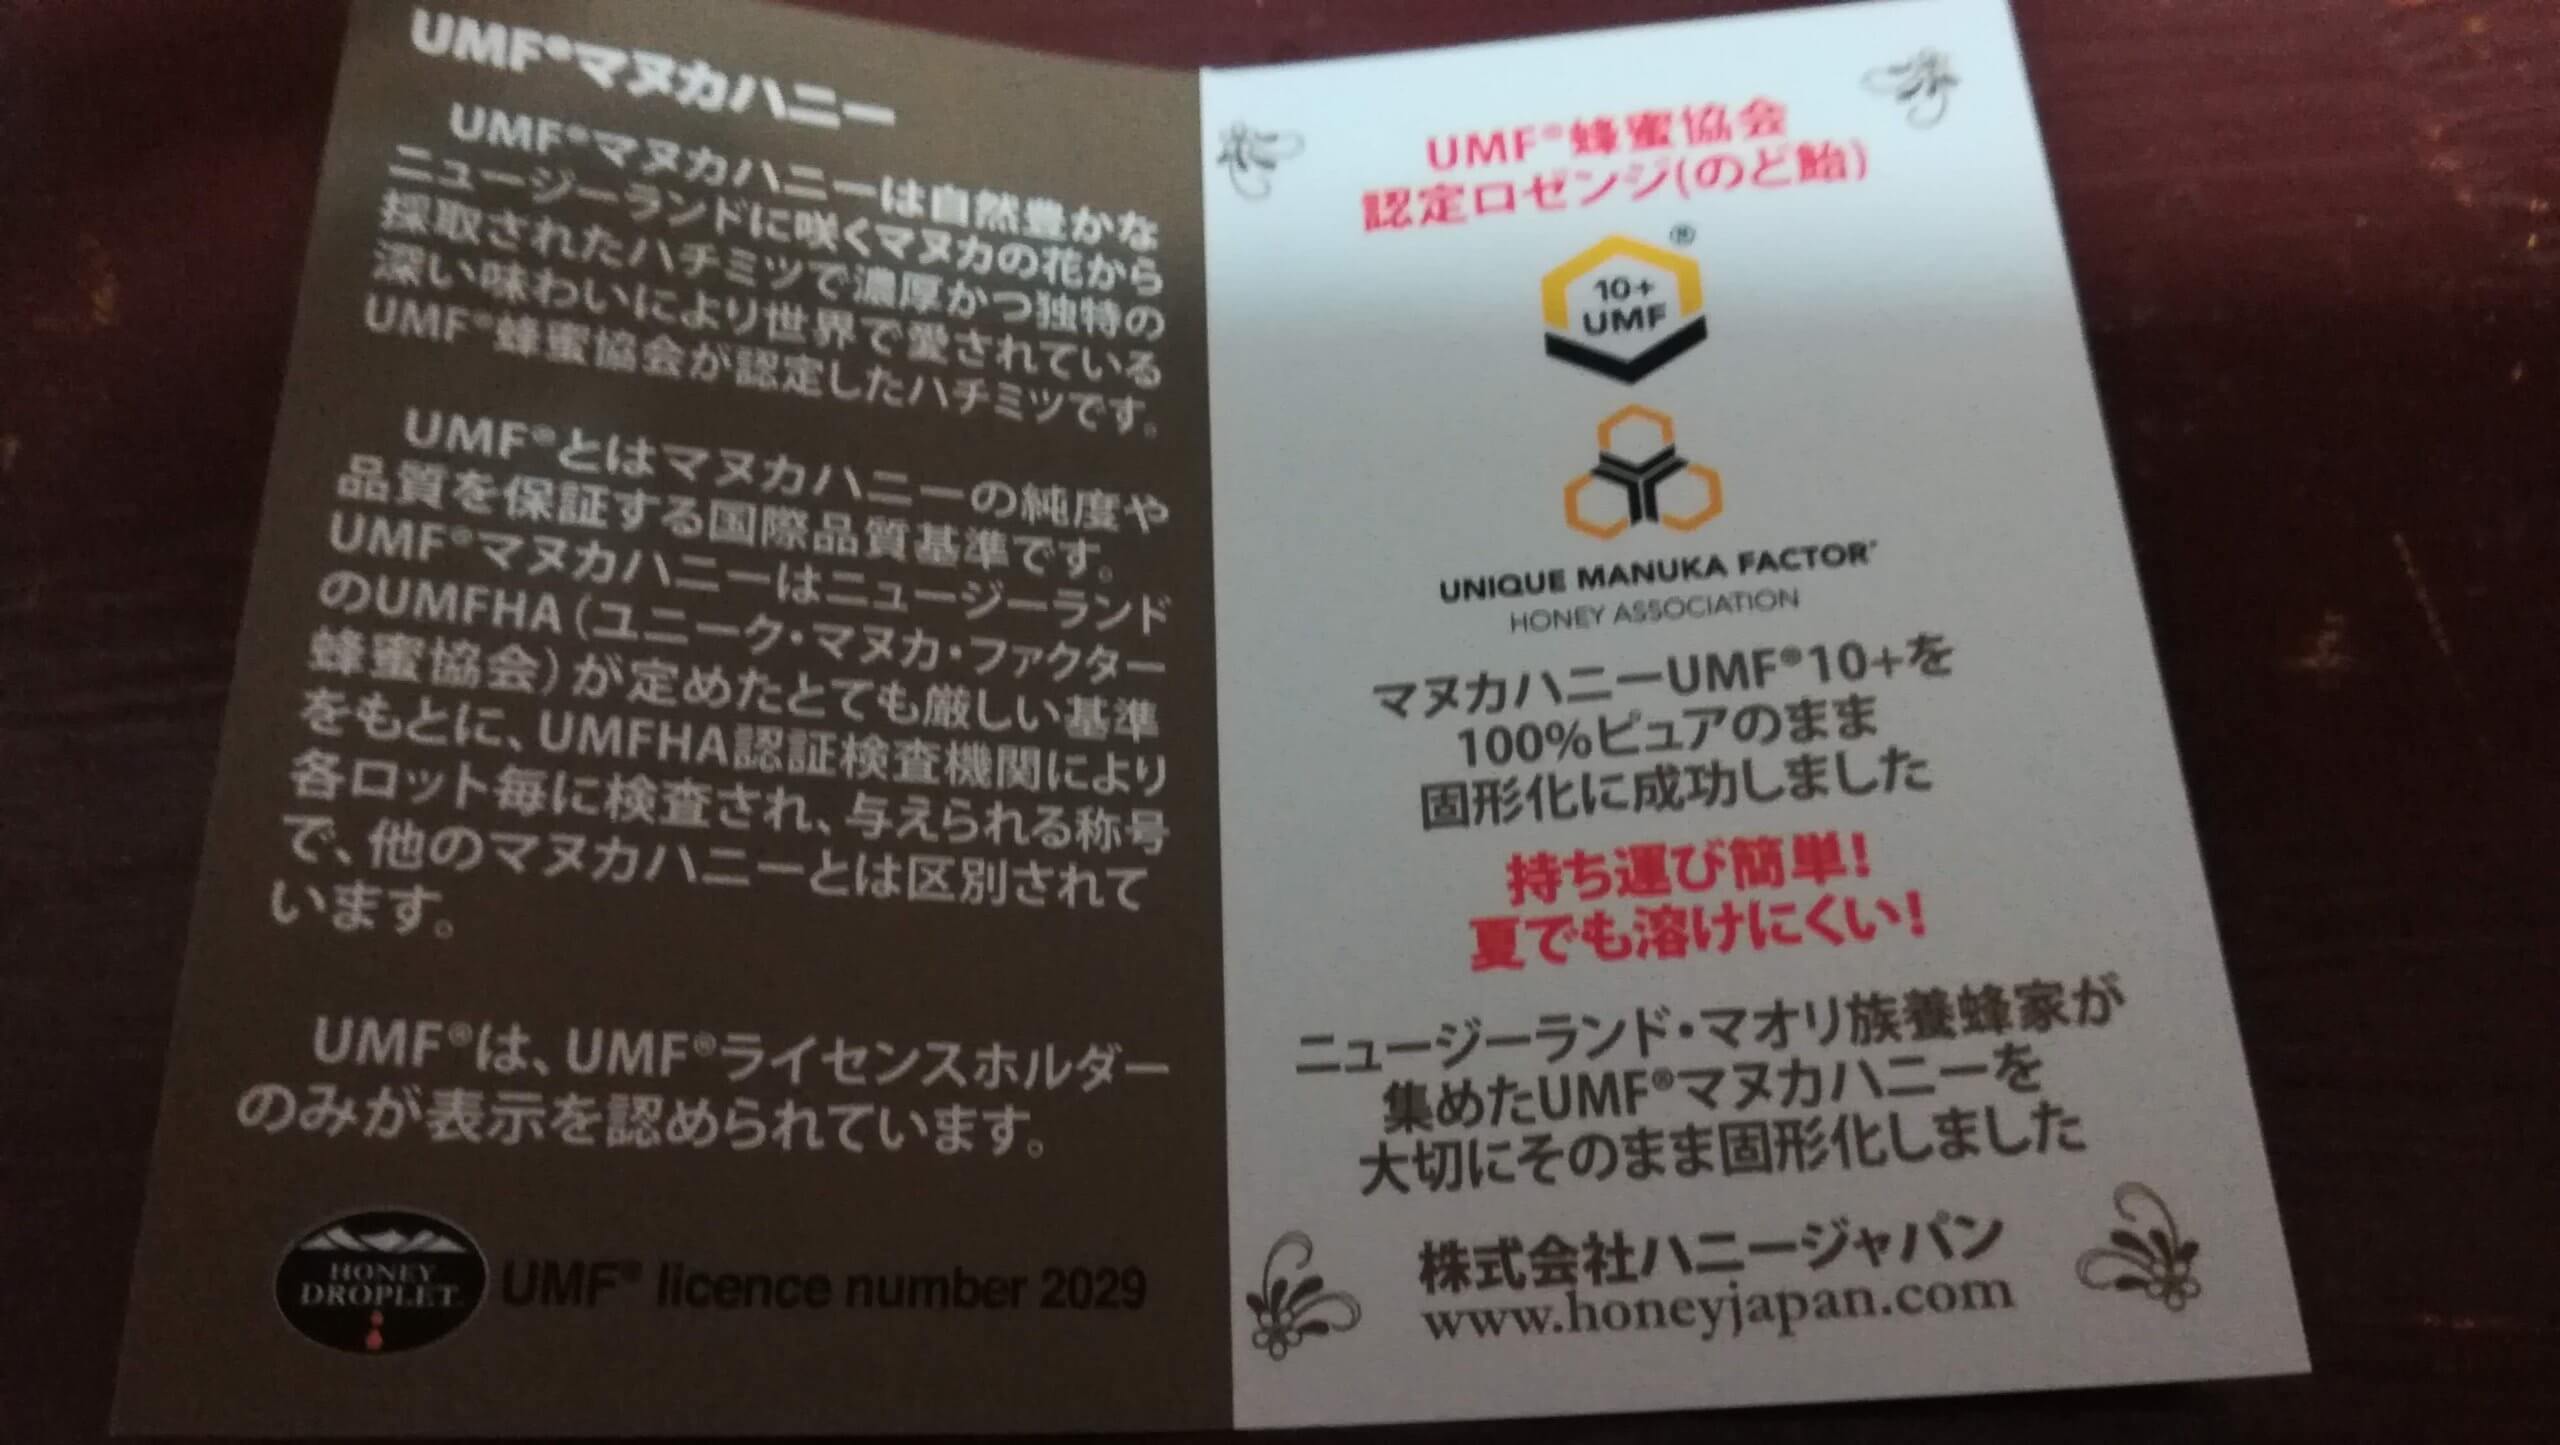 UMF®マヌカハニー
UMF®マヌカハニーは自然豊かな
ニュージーランドに咲くマヌカの花から
採取されたハチミツで濃厚かつ独特の
深い味わいにより世界で愛されている
UMF®蜂蜜協会が認定したハチミツです。
UMF®とはマヌカハニーの純度や
品質を保証する国際品質基準です。
UMF®マヌカハニーはニュージーランド
のUMFHA(ユニーク・マヌカ・ファクター
蜂蜜協会)が定めたとても厳しい基準
をもとに、UMFHA認証検査機関により
各ロット毎に検査され、与えられる称号
で、他のマヌカハニーとは区別されて
います。
UMF®は、UMF®ライセンスホルダー
のみが表示を認められています。
HONEY
DROPLET
UMF® licence number 2029
UMF®蜂蜜協会
認定ロゼンジ(のど飴)
®
10+
UMF
UNIQUE MANUKA FACTOR
HONEY ASSOCIATION
マヌカハニーUMF®10+を
100%ピュアのまま
固形化に成功しました
持ち運び簡単!
夏でも溶けにくい!
ニュージーランド・マオリ族養蜂家が
集めたUMF®マヌカハニーを
大切にそのまま固形化しました
株式会社ハニージャパン
www.honeyjapan.com